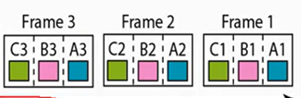 Frame 3 Frame 2 Frame 1
C3 B3 A3 C2 B2 A2 C1 B1 A1